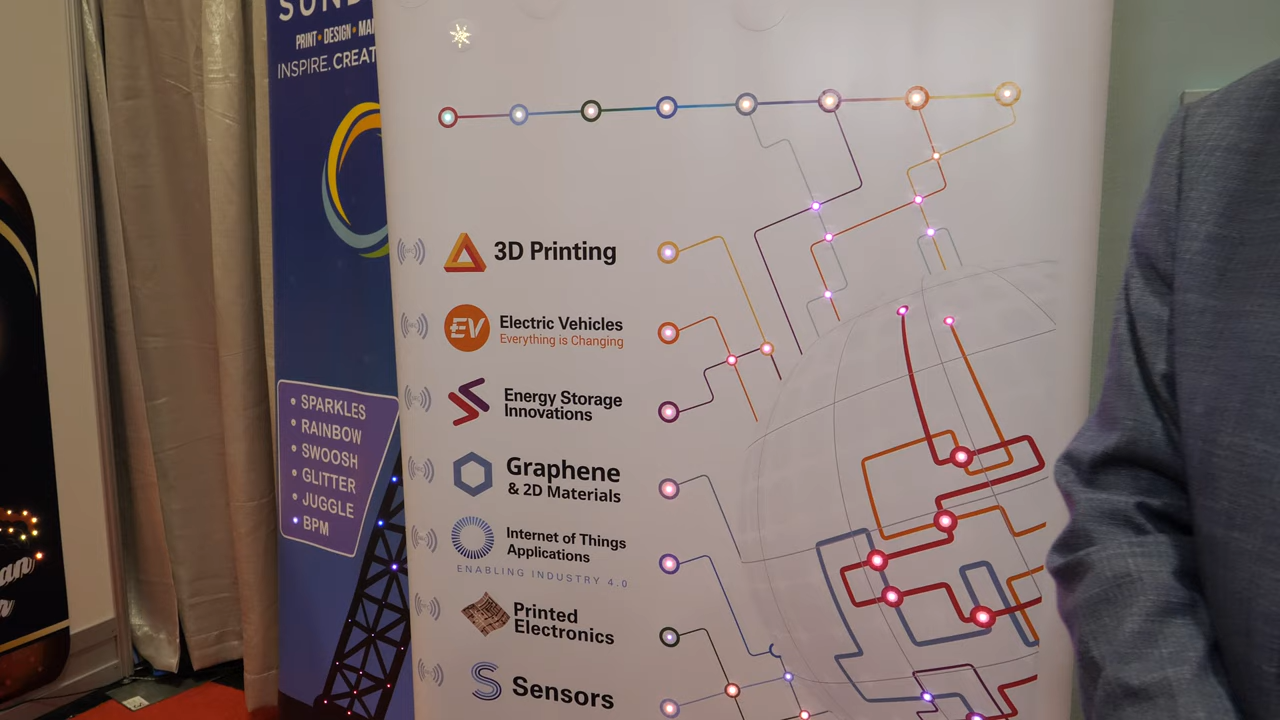 PRINT • DESIGN
INSPIRE. CREAT
• SPARKLES
• RAINBOW
• SWOOSH
• GLITTER
• JUGGLE
• BPM
3D Printing
EV
Electric Vehicles
Everything is Changing
Energy Storage
Innovations
Graphene
& 2D Materials
Internet of Things
Applications
ENABLING INDUSTRY 4.0
Printed
Electronics
Sensors